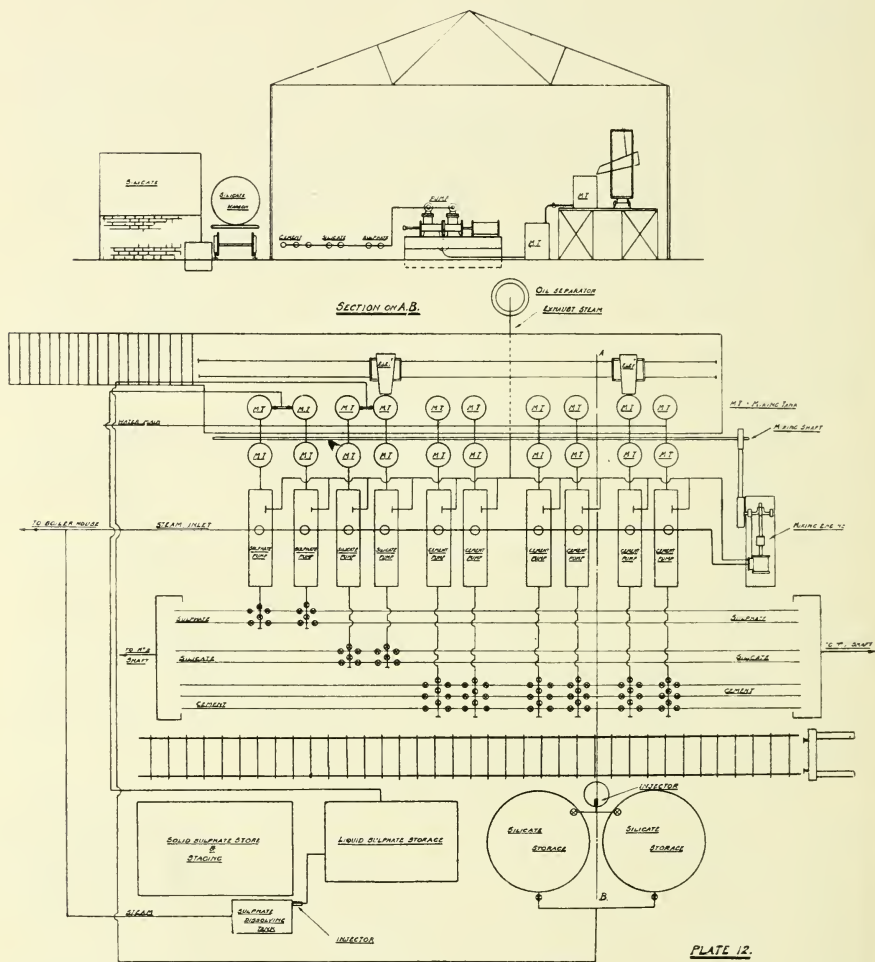 SILICATE
SILICATE
PUMP
M.T
CEMENT
SILICATE
SULPHATE
M.T
SECTION ON A.B.
OIL SEPARATOR
EXHAUST STEAM
A
M.T M.T M.T M.T M.T M.T M.T M.T M.T M.T
M.T = MIXING TANK
WATER MAIN
MIXING SHAFT
M.T M.T M.T M.T M.T M.T M.T M.T M.T M.T
TO BOILER HOUSE
STEAM INLET
MIXING ENGINE
SULPHATE
PUMP
SULPHATE
PUMP
SILICATE
PUMP
SILICATE
PUMP
CEMENT
PUMP
CEMENT
PUMP
CEMENT
PUMP
CEMENT
PUMP
CEMENT
PUMP
CEMENT
PUMP
SULPHATE
SULPHATE
SHAFT
SHAFT
SILICATE
SILICATE
CEMENT
CEMENT
INJECTOR
SOLID SULPHATE STORE
&
STAGING
LIQUID SULPHATE STORAGE
SILICATE
STORAGE
SILICATE
STORAGE
STEAM
SULPHATE
DISSOLVING
TANK
INJECTOR
B.
PLATE 12.